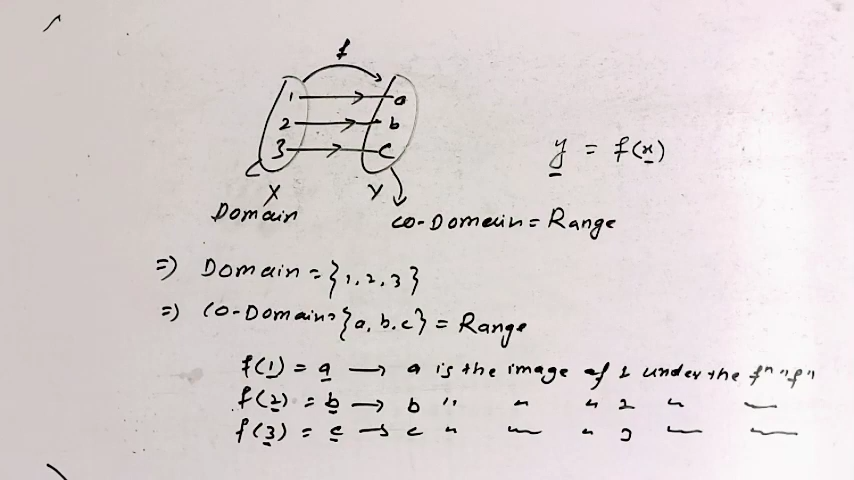 f
1 a
2 b
3 c
X Y
y = f(x)
Domain
co-Domain = Range
=) Domain = {1, 2, 3}
=) Co-Domain = {a, b, c} = Range
f(1) = a → a is the image of 1 under the fⁿ "f"
f(2) = b → b " " " 2 " —
f(3) = c → c " — " 3 — —